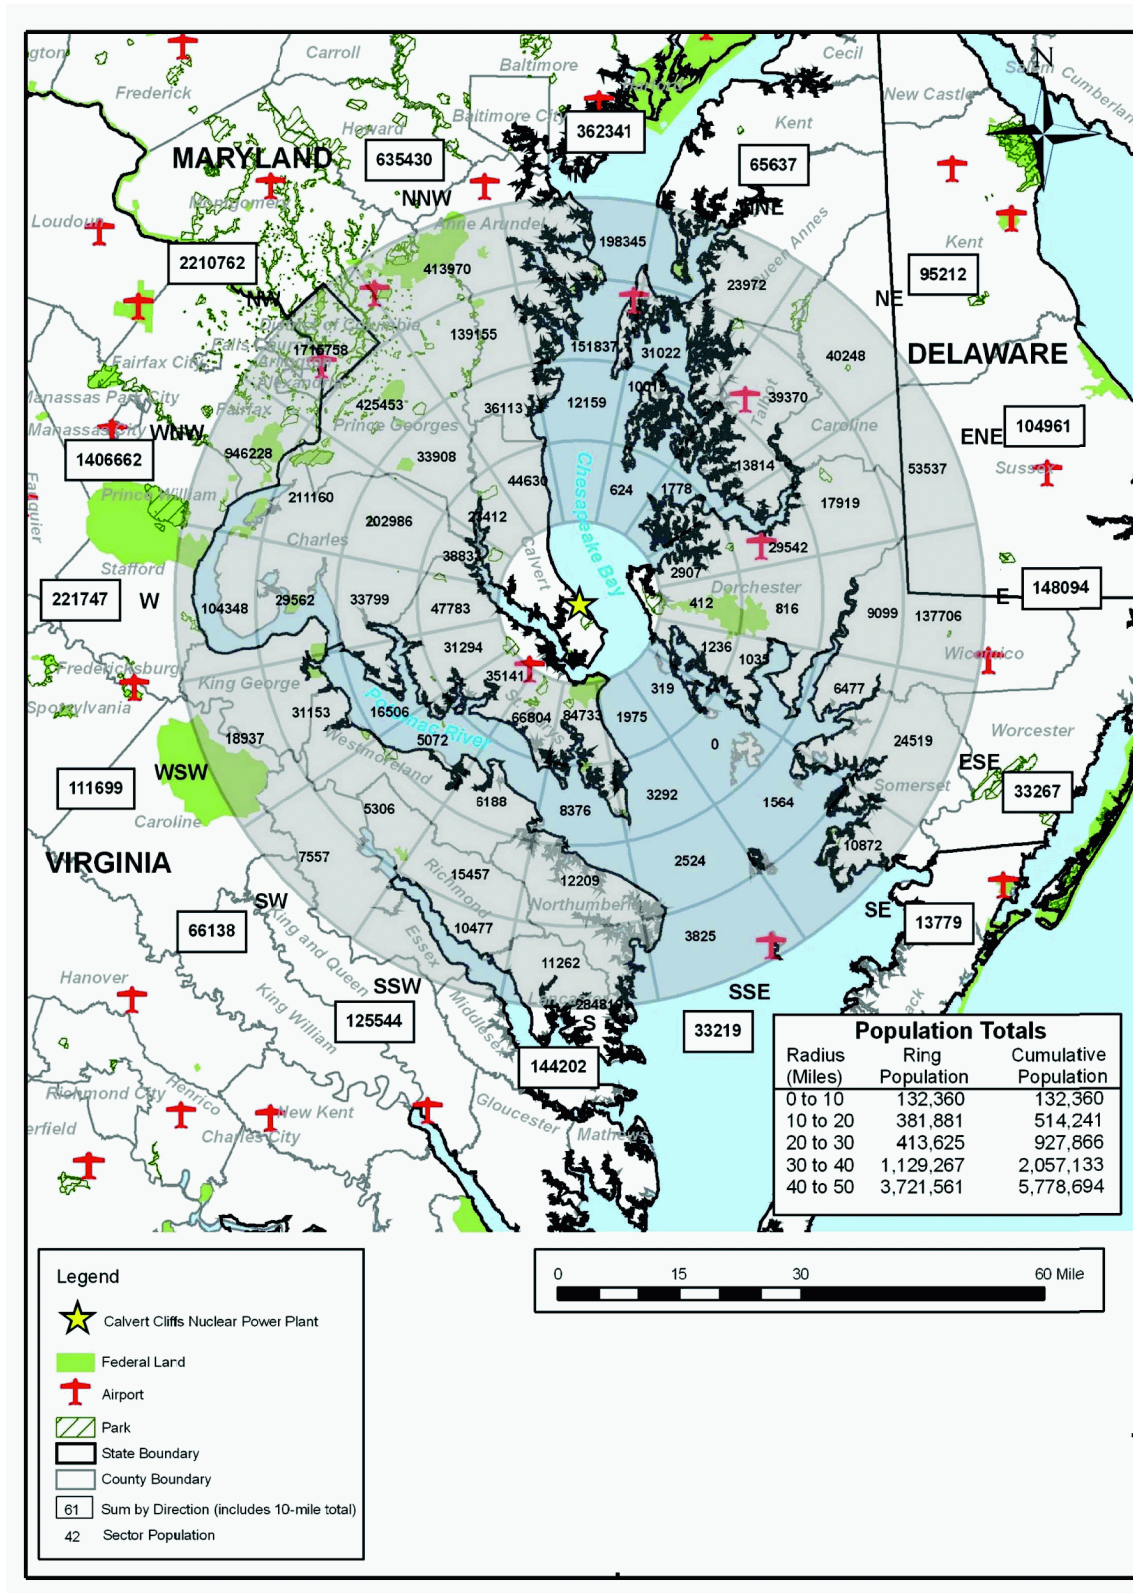 Carroll
Cecil
N
gton
Baltimore
Salem
Cumberlan
Frederick
New Castle
Baltimore City
Kent
Howard
362341
MARYLAND
635430
65637
N
Montgomery
NNW
NNE
Loudoun
Anne Arundel
Queen Annes
198345
Kent
2210762
413970
95212
23972
NW
NE
District of Columbia
139155
Falls Church
1716758
151837
31022
40248
DELAWARE
Fairfax City
Arlington
Alexandria
39370
Manassas Park City
425453
36113
12159
Talbot
Fairfax
Prince Georges
Caroline
104961
Manassas City
WNW
ENE
946228
33908
13814
53537
Sussex
1406662
44630
Chesapeake Bay
624
1778
Fauquier
Prince William
211160
17919
202986
Charles
29542
Stafford
Calvert
2907
Dorchester
221747
W
104348
29562
33799
47783
412
816
9099
137706
E
148094
31294
1236
Wicomico
Fredericksburg
35141
King George
319
6477
Spotsylvania
31153
16506
66804
84733
1975
Potomac River
18937
5072
0
24519
Worcester
Westmoreland
WSW
ESE
111699
6188
3292
1564
Somerset
33267
5306
8376
Caroline
10872
VIRGINIA
7557
2524
15457
12209
Richmond
SW
Northumberland
SE
66138
10477
3825
13779
King and Queen
Essex
11262
Hanover
SSW
SSE
King William
Middlesex
S
125544
33219
144202
Richmond City
Henrico
New Kent
Gloucester
erfield
Charles City
Mathews
Population Totals
Radius Ring Cumulative
(Miles) Population Population
0 to 10 132,360 132,360
10 to 20 381,881 514,241
20 to 30 413,625 927,866
30 to 40 1,129,267 2,057,133
40 to 50 3,721,561 5,778,694
Legend
0 15 30 60 Mile
Calvert Cliffs Nuclear Power Plant
Federal Land
Airport
Park
State Boundary
County Boundary
61 Sum by Direction (includes 10-mile total)
42 Sector Population